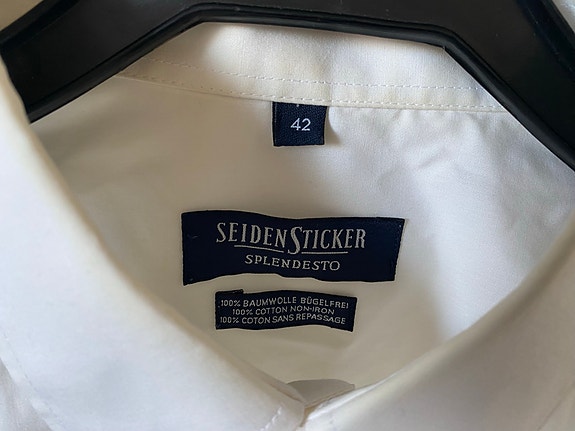 42
SEIDENSTICKER
SPLENDESTO
100% BAUMWOLLE BÜGELFREI
100% COTTON NON-IRON
100% COTON SANS REPASSAGE